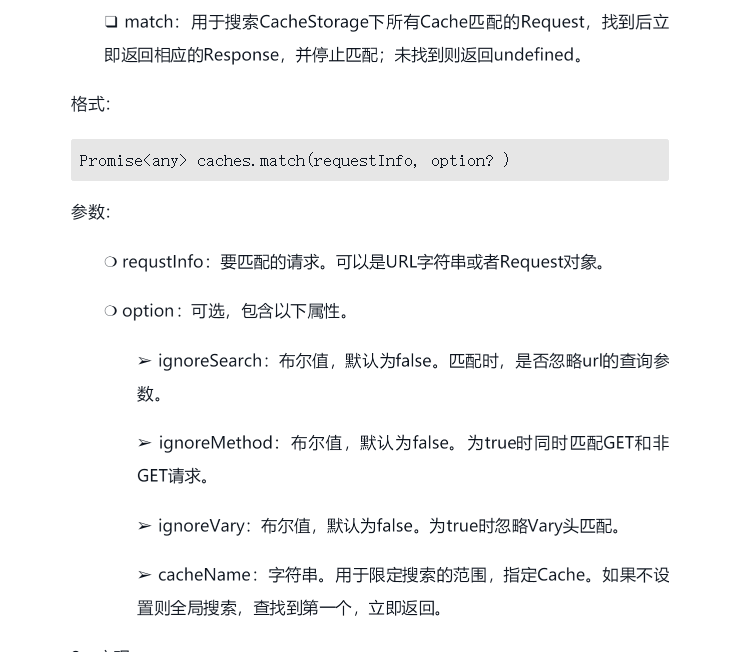 ❑ match：用于搜索CacheStorage下所有Cache匹配的Request，找到后立
即返回相应的Response，并停止匹配；未找到则返回undefined。
格式：
Promise<any> caches.match(requestInfo, option? )
参数：
❍ requstInfo：要匹配的请求。可以是URL字符串或者Request对象。
❍ option：可选，包含以下属性。
➢ ignoreSearch：布尔值，默认为false。匹配时，是否忽略url的查询参
数。
➢ ignoreMethod：布尔值，默认为false。为true时同时匹配GET和非
GET请求。
➢ ignoreVary：布尔值，默认为false。为true时忽略Vary头匹配。
➢ cacheName：字符串。用于限定搜索的范围，指定Cache。如果不设
置则全局搜索，查找到第一个，立即返回。